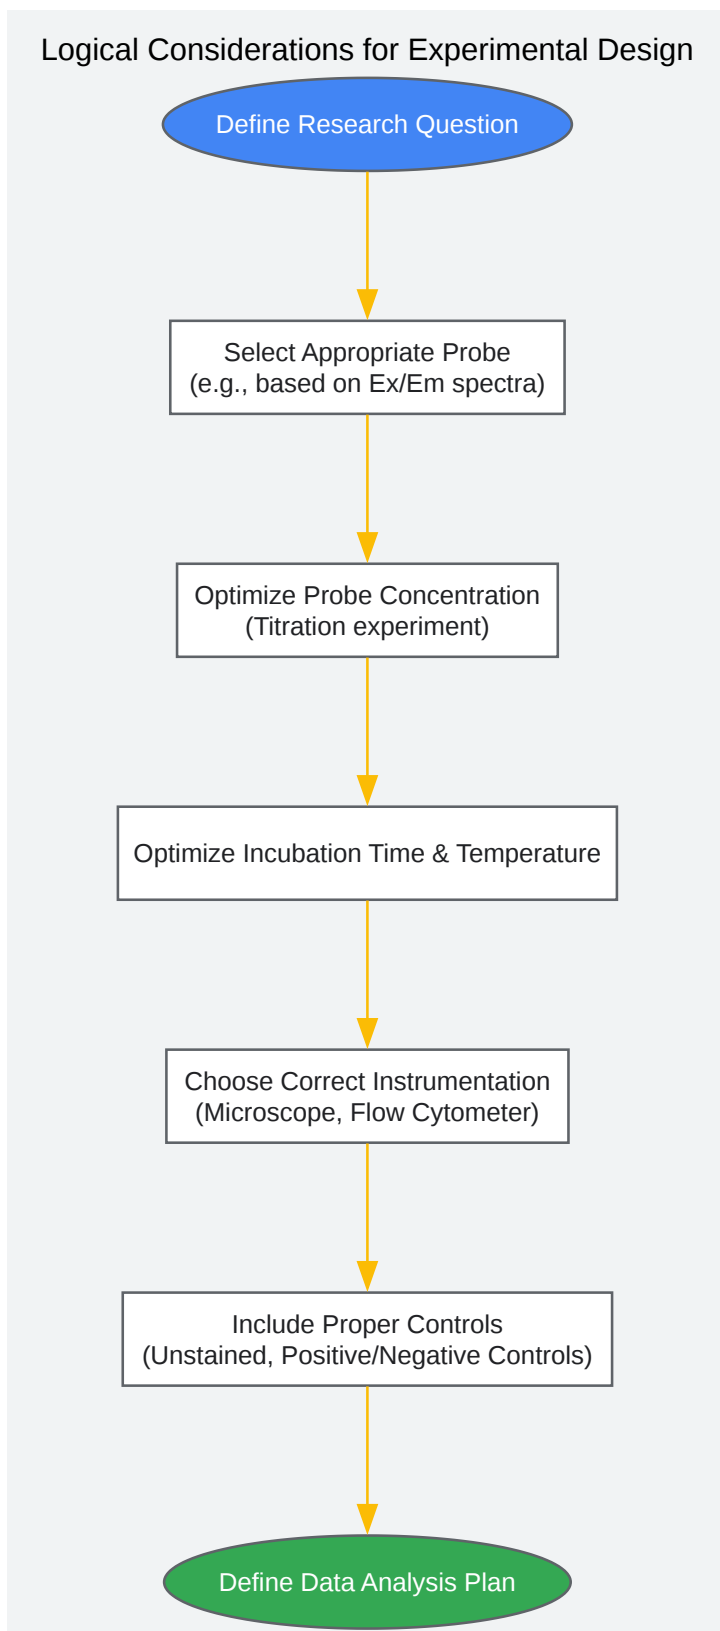 Logical Considerations for Experimental Design
Define Research Question
Select Appropriate Probe
(e.g., based on Ex/Em spectra)
Optimize Probe Concentration
(Titration experiment)
Optimize Incubation Time & Temperature
Choose Correct Instrumentation
(Microscope, Flow Cytometer)
Include Proper Controls
(Unstained, Positive/Negative Controls)
Define Data Analysis Plan